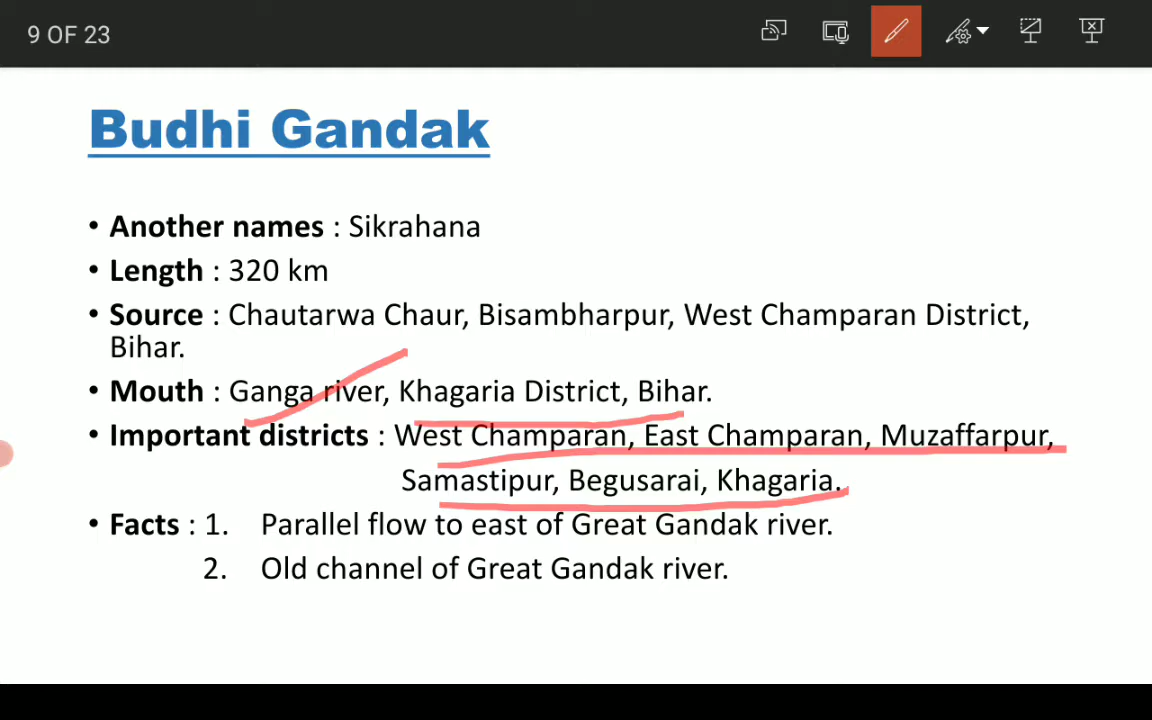 9 OF 23
Budhi Gandak
• Another names : Sikrahana
• Length : 320 km
• Source : Chautarwa Chaur, Bisambharpur, West Champaran District,
Bihar.
• Mouth : Ganga river, Khagaria District, Bihar.
• Important districts : West Champaran, East Champaran, Muzaffarpur,
Samastipur, Begusarai, Khagaria.
• Facts : 1. Parallel flow to east of Great Gandak river.
2. Old channel of Great Gandak river.